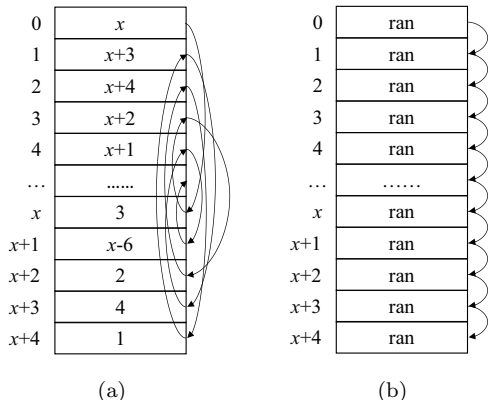 0 x
1 x+3
2 x+4
3 x+2
4 x+1
... ......
x 3
x+1 x-6
x+2 2
x+3 4
x+4 1
(a)
0 ran
1 ran
2 ran
3 ran
4 ran
... ......
x ran
x+1 ran
x+2 ran
x+3 ran
x+4 ran
(b)